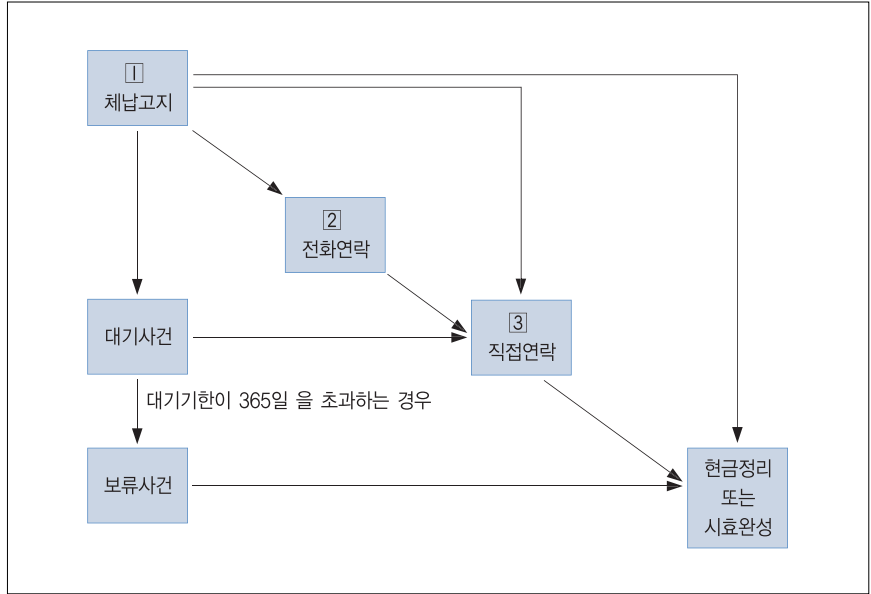 1
체납고지
2
전화연락
대기사건
3
직접연락
대기기한이 365일 을 초과하는 경우
보류사건
현금정리
또는
시효완성